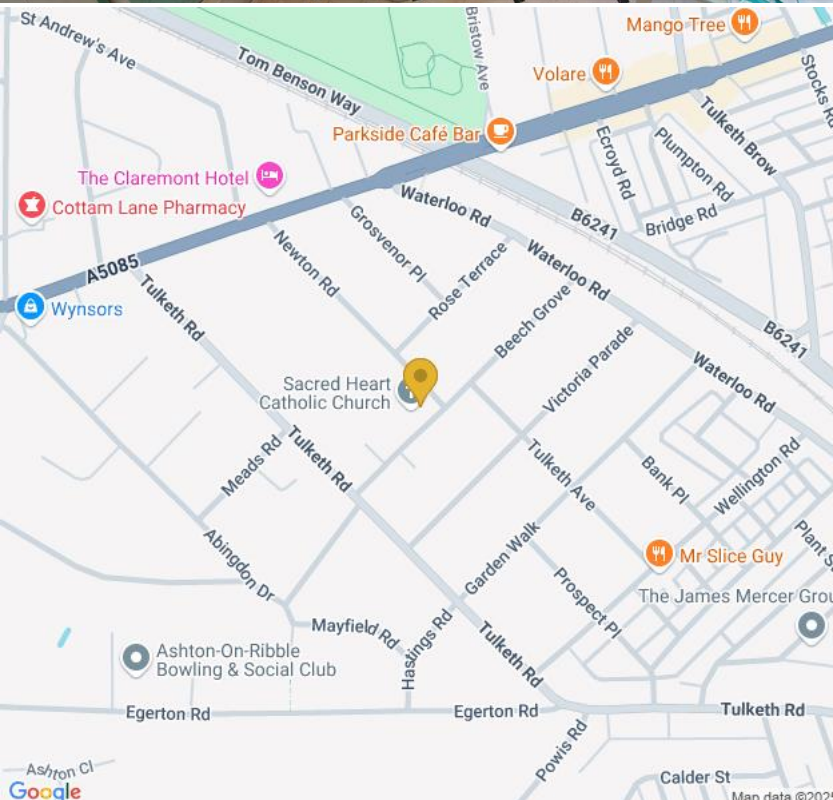 St Andrew's Ave
Tom Benson Way
Bristow Ave
Mango Tree
Volare
Stocks Rd
Parkside Café Bar
Tulketh Brow
Ecroyd Rd
Plumpton Rd
The Claremont Hotel
Cottam Lane Pharmacy
Waterloo Rd
B6241
Bridge Rd
Grosvenor Pl
Newton Rd
Rose Terrace
Waterloo Rd
A5085
Wynsors
Tulketh Rd
Beech Grove
B6241
Victoria Parade
Waterloo Rd
Sacred Heart
Catholic Church
Tulketh Rd
Meads Rd
Tulketh Ave
Bank Pl
Wellington Rd
Abingdon Dr
Garden Walk
Mr Slice Guy
Plant S
Prospect Pl
The James Mercer Grou
Mayfield Rd
Hastings Rd
Tulketh Rd
Ashton-On-Ribble
Bowling & Social Club
Egerton Rd
Egerton Rd
Tulketh Rd
Powis Rd
Ashton Cl
Calder St
Google
Map data ©2025